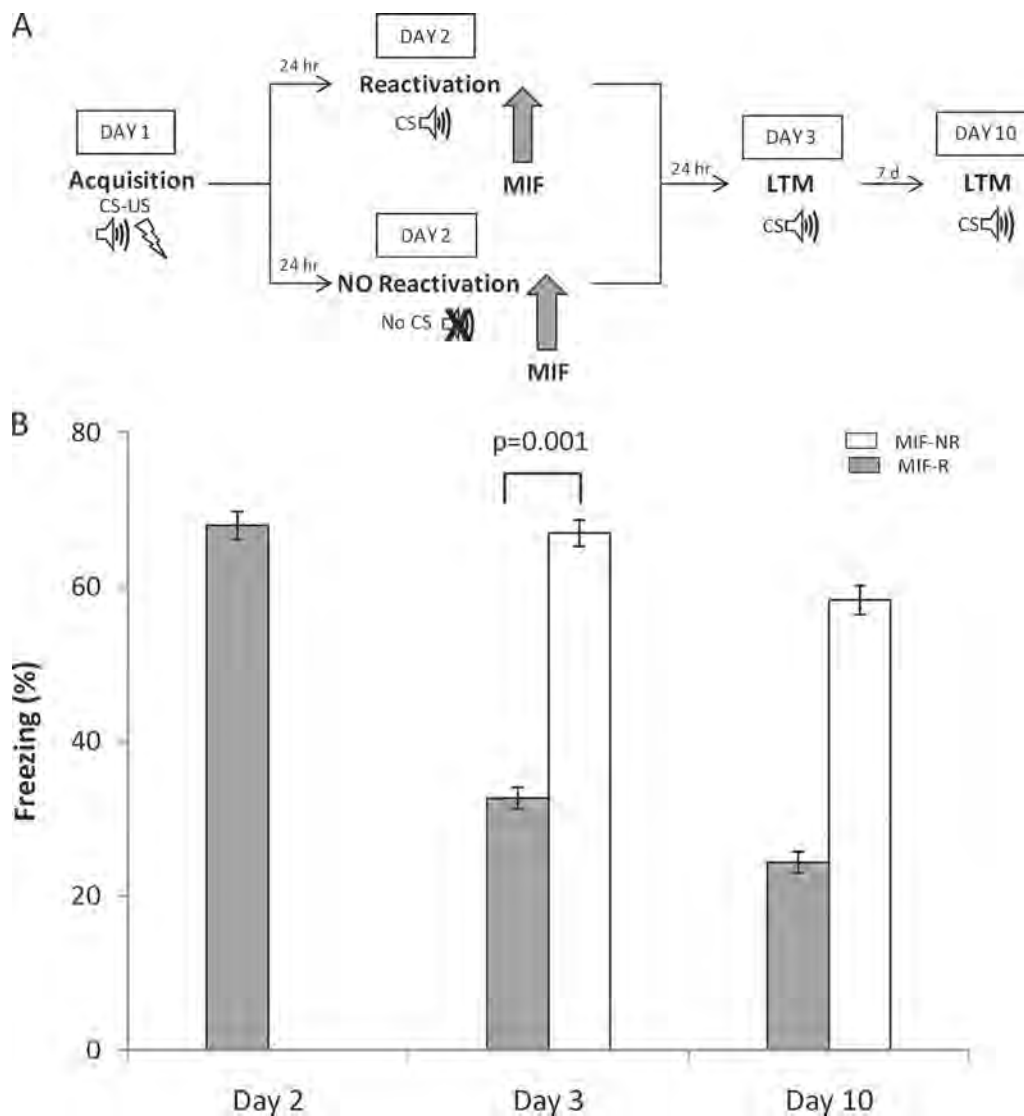 A
DAY 2
24 hr
Reactivation
CS
MIF
DAY 1
Acquisition
CS-US
DAY 2
24 hr
NO Reactivation
No CS
MIF
24 hr
DAY 3
LTM
CS
7 d
DAY 10
LTM
CS
B
80
60
40
20
0
Freezing (%)
p=0.001
MIF-NR
MIF-R
Day 2
Day 3
Day 10